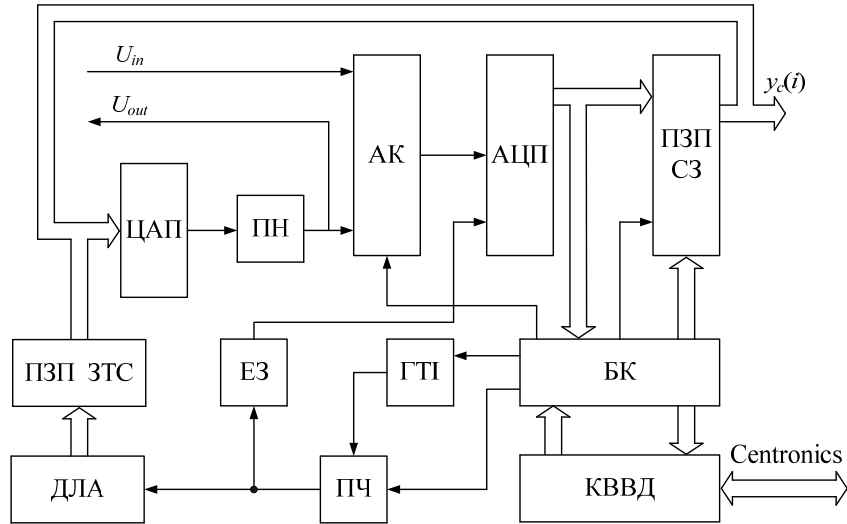 U_in
y_c(i)
U_out
АК
АЦП
ПЗП
СЗ
ЦАП
ПН
ПЗП ЗТС
ЕЗ
ГТІ
БК
Centronics
ДЛА
ПЧ
КВВД